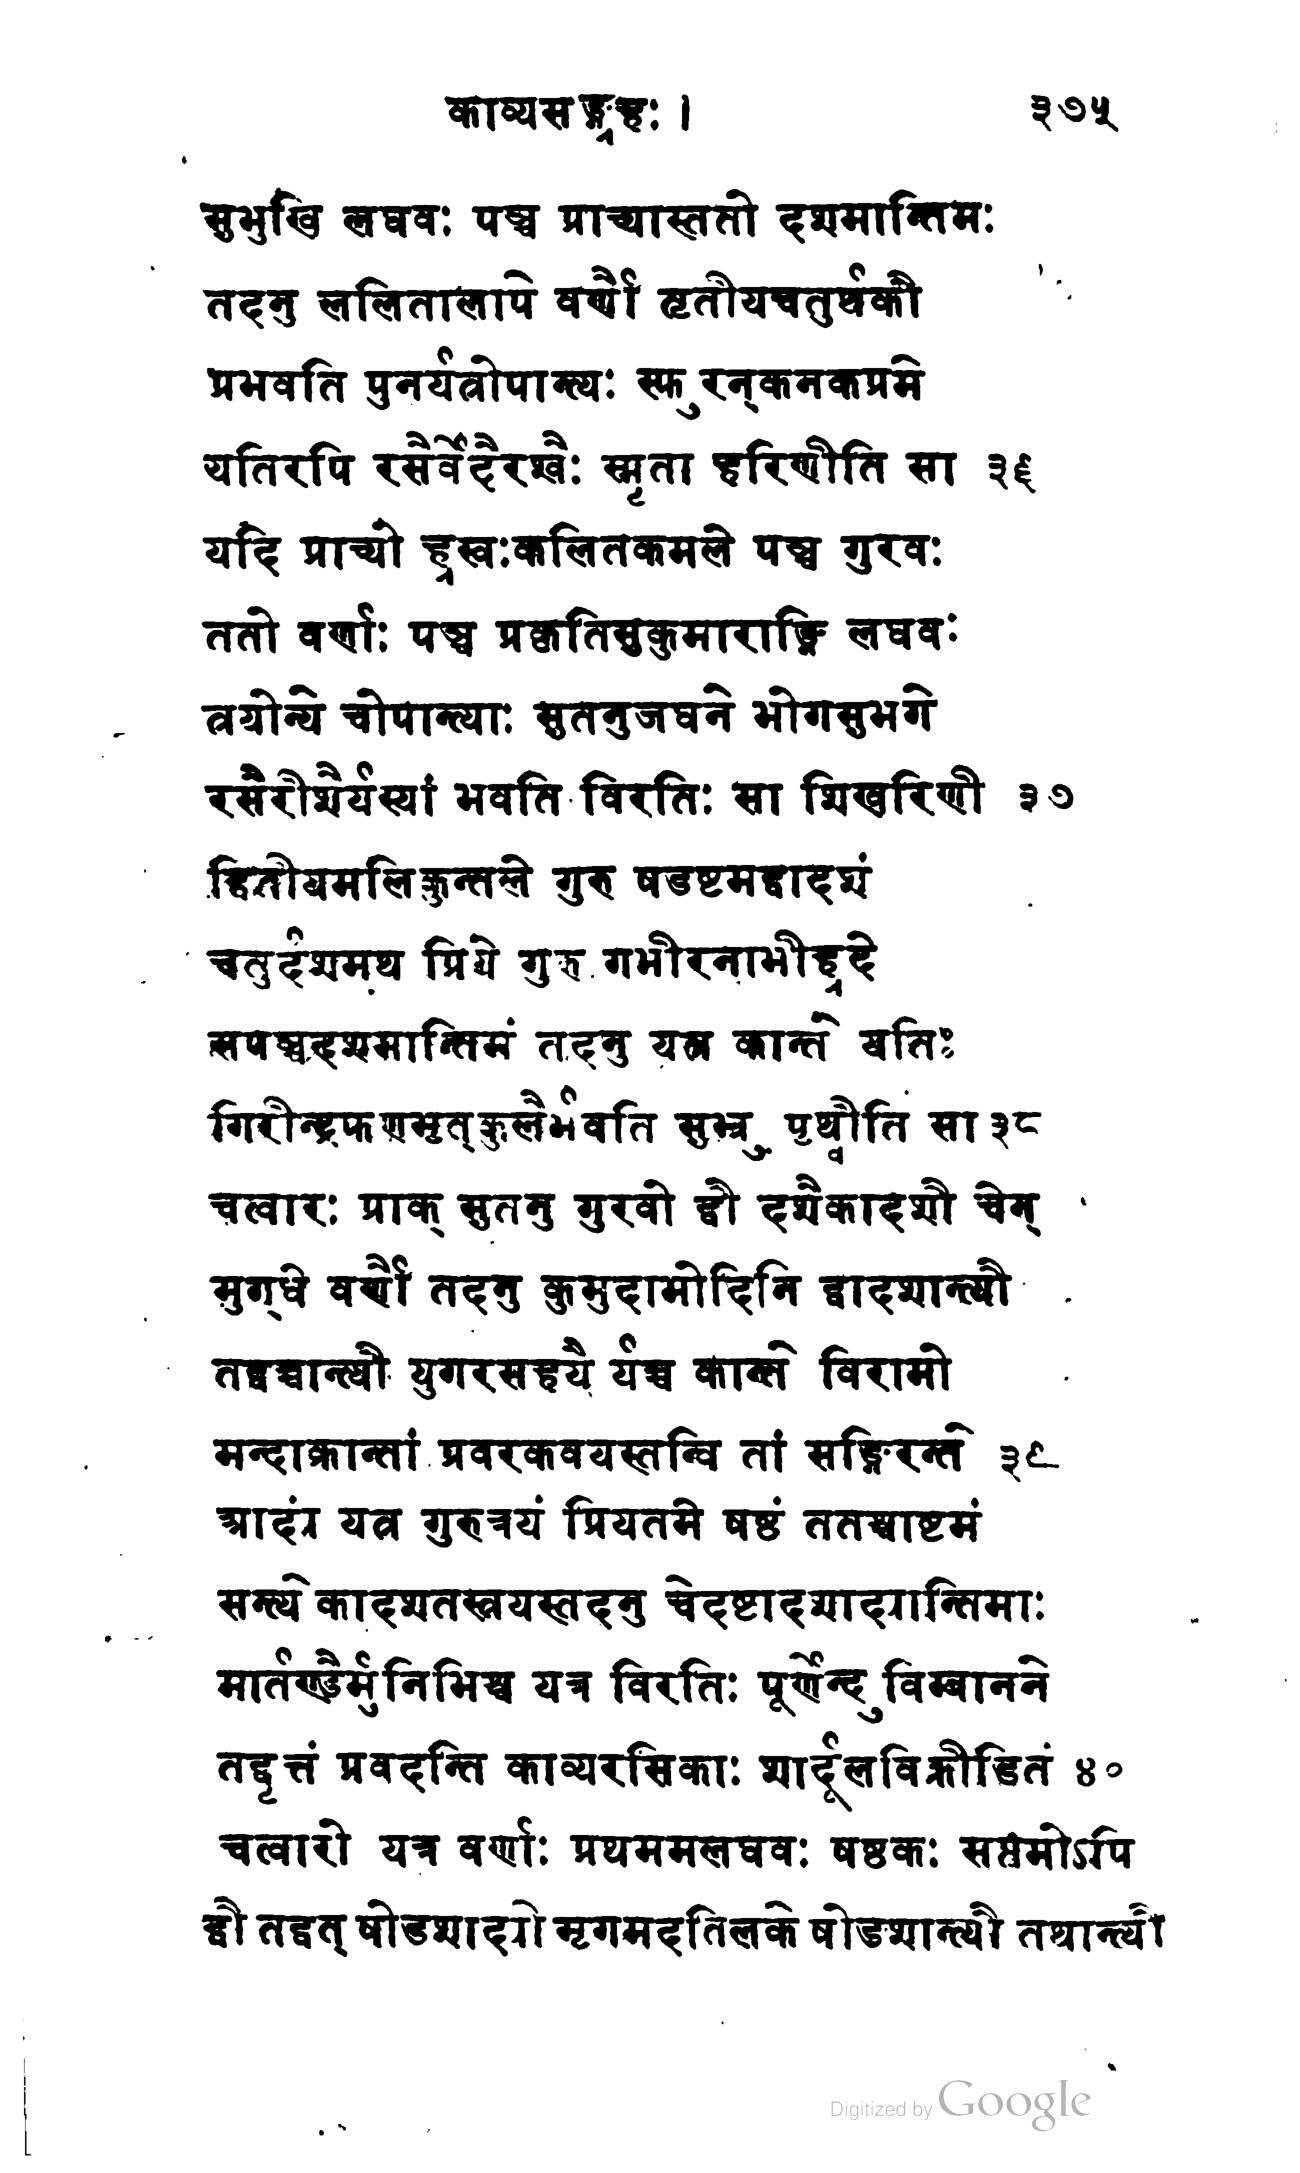 काव्यसङ्ग्रहः । ३७५
सुभुखि लघवः पञ्च प्राच्यास्ततो दशमान्तिमः
तदनु ललितालापे वर्णौ तृतीयचतुर्थकौ
प्रभवति पुनर्यत्रोपान्त्यः स्फुरन्कनकप्रभे
यतिरपि रसैर्वेदैरश्वैः स्मृता हरिणीति सा ३६
यदि प्राच्यो ह्रस्वःकलितकमले पञ्च गुरवः
ततो वर्णाः पञ्च प्रकृतिसुकुमाराङ्गि लघवः
त्रयोन्ये चोपान्त्याः सुतनुजघने भोगसुभगे
रसैरौशैर्यस्यां भवति विरतिः सा शिखरिणी ३७
द्वितीयमलिकुन्तले गुरु षडष्टमद्वादशं
चतुर्दशमथ प्रिये गुरु गभीरनाभीह्रदे
सपञ्चदशमान्तिमं तदनु यत्र कान्ते यतिः
गिरीन्द्रफणभृत्कुलैर्भवति सुभ्रु पृथ्वीति सा ३८
चत्वारः प्राक् सुतनु गुरवो द्वौ दशैकादशौ चेन्
मुग्धे वर्णौ तदनु कुमुदामोदिनि द्वादशान्त्यौ
तद्वच्चान्त्यौ युगरसहयै र्यच्च कान्ते विरामो
मन्दाक्रान्तां प्रवरकवयस्तन्वि तां सङ्गिरन्ते ३९
आद्यं यत्र गुरुत्रयं प्रियतमे षष्ठं ततश्चाष्टमं
सन्त्ये कादशतस्त्रयस्तदनु चेदष्टादशाद्यान्तिमाः
मार्तण्डैर्मुनिभिश्च यत्र विरतिः पूर्णेन्दुविम्बानने
तद्वृत्तं प्रवदन्ति काव्यरसिकाः शार्दूलविक्रीडितं ४०
चत्वारो यत्र वर्णाः प्रथममलघवः षष्ठकः सप्तमोऽपि
द्वौ तद्वत् षोडशाद्यो मृगमदतिलके षोडशान्त्यौ तथान्त्यौ
Digitized by Google